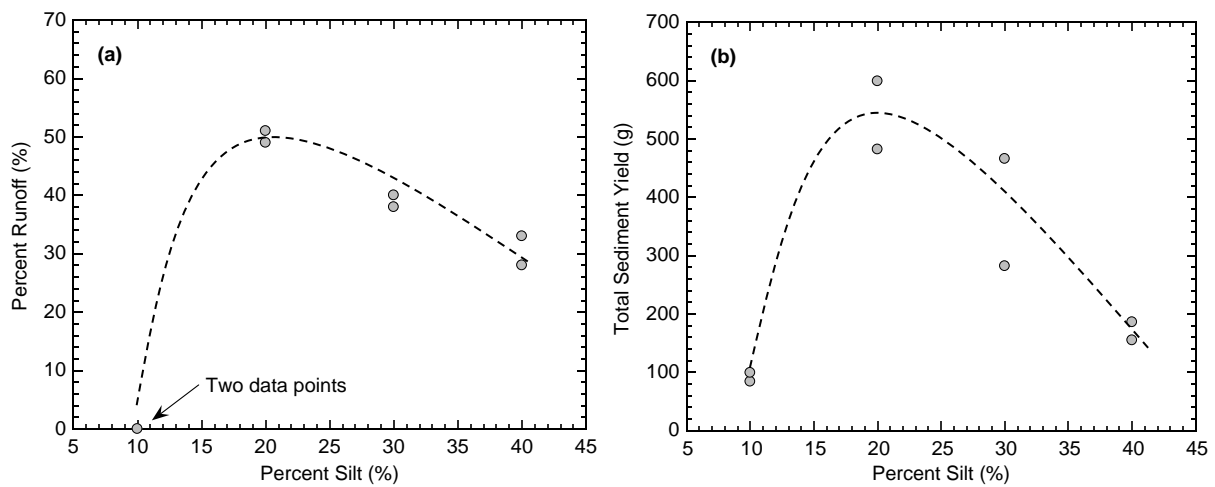 70
60
50
40
30
20
10
0
5 10 15 20 25 30 35 40 45
Percent Runoff (%)
Percent Silt (%)
(a)
Two data points
700
600
500
400
300
200
100
0
5 10 15 20 25 30 35 40 45
Total Sediment Yield (g)
Percent Silt (%)
(b)